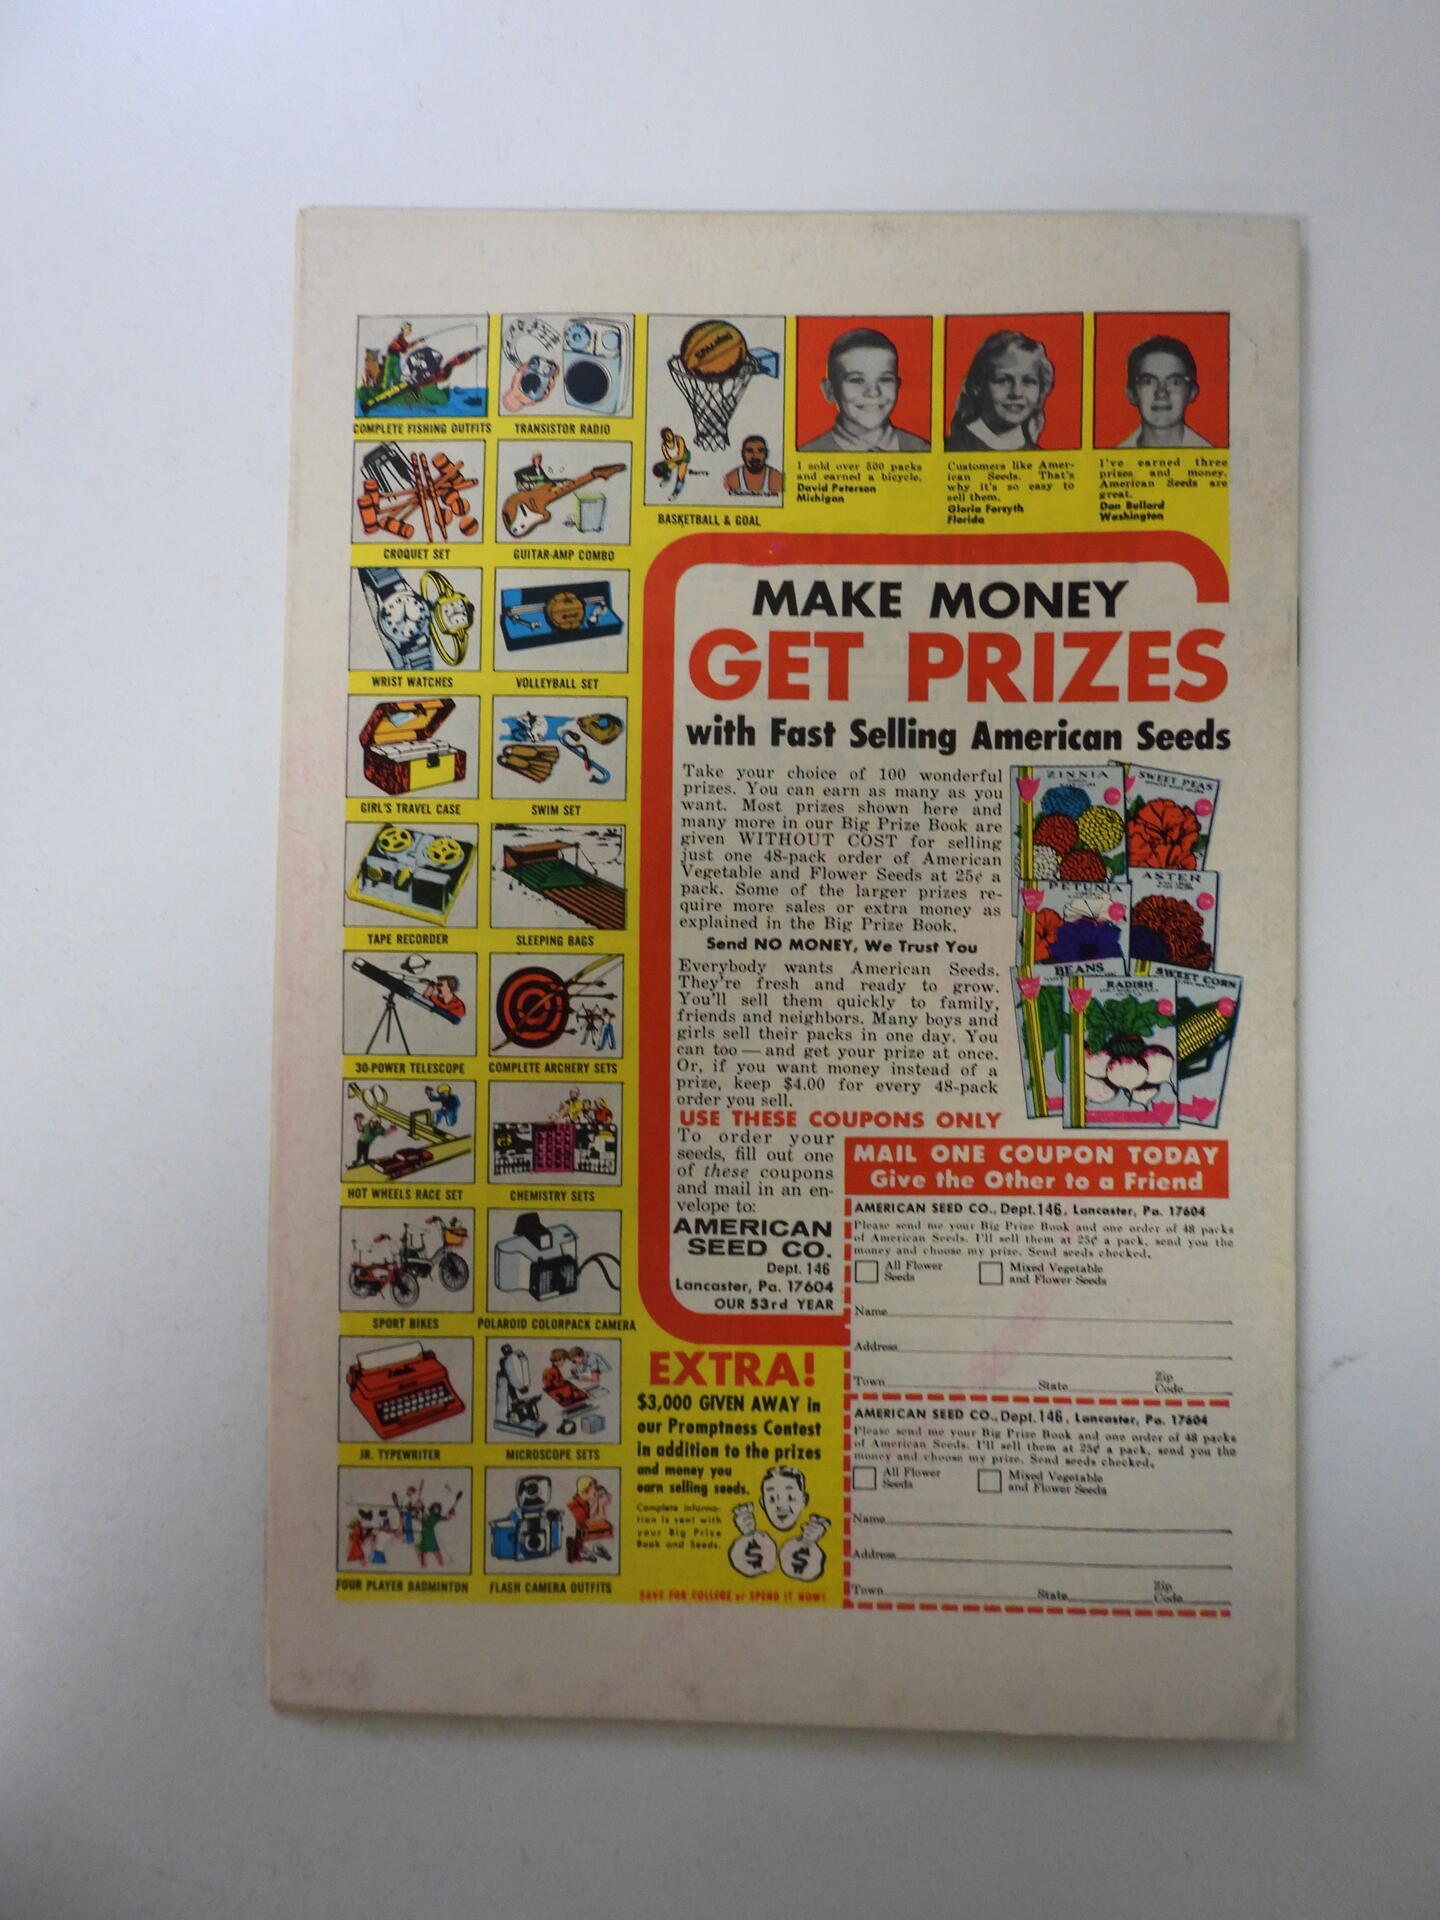 COMPLETE FISHING OUTFITS
TRANSISTOR RADIO
CROQUET SET
GUITAR-AMP COMBO
WRIST WATCHES
VOLLEYBALL SET
GIRL'S TRAVEL CASE
SWIM SET
TAPE RECORDER
SLEEPING BAGS
30-POWER TELESCOPE
COMPLETE ARCHERY SETS
HOT WHEELS RACE SET
CHEMISTRY SETS
SPORT BIKES
POLAROID COLORPACK CAMERA
JR. TYPEWRITER
MICROSCOPE SETS
FOUR PLAYER BADMINTON
FLASH CAMERA OUTFITS
SPALDING
Barry
Chamberlain
BASKETBALL & GOAL
I sold over 500 packs
and earned a bicycle.
David Peterson
Michigan
Customers like Amer-
ican Seeds. That's
why it's so easy to
sell them.
Gloria Forsyth
Florida
I've earned three
prizes and money.
American Seeds are
great.
Dan Bullard
Washington
MAKE MONEY
GET PRIZES
with Fast Selling American Seeds
Take your choice of 100 wonderful
prizes. You can earn as many as you
want. Most prizes shown here and
many more in our Big Prize Book are
given WITHOUT COST for selling
just one 48-pack order of American
Vegetable and Flower Seeds at 25¢ a
pack. Some of the larger prizes re-
quire more sales or extra money as
explained in the Big Prize Book.
Send NO MONEY, We Trust You
Everybody wants American Seeds.
They're fresh and ready to grow.
You'll sell them quickly to family,
friends and neighbors. Many boys and
girls sell their packs in one day. You
can too — and get your prize at once.
Or, if you want money instead of a
prize, keep $4.00 for every 48-pack
order you sell.
ZINNIA
SWEET PEAS
PETUNIA
ASTER
BEANS
RADISH
SWEET CORN
USE THESE COUPONS ONLY
To order your
seeds, fill out one
of these coupons
and mail in an en-
velope to:
AMERICAN
SEED CO.
Dept. 146
Lancaster, Pa. 17604
OUR 53rd YEAR
EXTRA!
$3,000 GIVEN AWAY in
our Promptness Contest
in addition to the prizes
and money you
earn selling seeds.
Complete informa-
tion is sent with
your Big Prize
Book and Seeds.
$ $
SAVE FOR COLLEGE or SPEND IT NOW!
MAIL ONE COUPON TODAY
Give the Other to a Friend
AMERICAN SEED CO., Dept. 146, Lancaster, Pa. 17604
Please send me your Big Prize Book and one order of 48 packs
of American Seeds. I'll sell them at 25¢ a pack, send you the
money and choose my prize. Send seeds checked.
All Flower
Seeds
Mixed Vegetable
and Flower Seeds
Name
Address
Town State Zip
Code
AMERICAN SEED CO., Dept. 146, Lancaster, Pa. 17604
Please send me your Big Prize Book and one order of 48 packs
of American Seeds. I'll sell them at 25¢ a pack, send you the
money and choose my prize. Send seeds checked.
All Flower
Seeds
Mixed Vegetable
and Flower Seeds
Name
Address
Town State Zip
Code